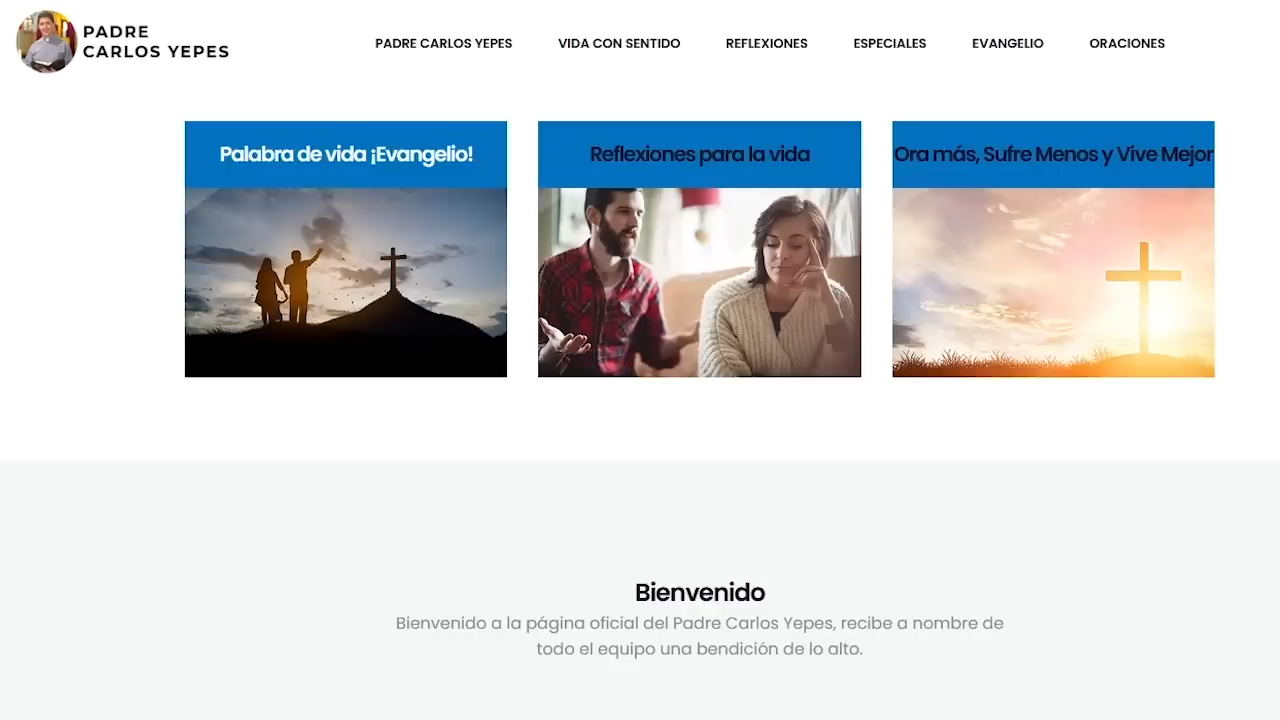 PADRE
CARLOS YEPES
PADRE CARLOS YEPES
VIDA CON SENTIDO
REFLEXIONES
ESPECIALES
EVANGELIO
ORACIONES
Palabra de vida ¡Evangelio!
Reflexiones para la vida
Ora más, Sufre Menos y Vive Mejor
Bienvenido
Bienvenido a la página oficial del Padre Carlos Yepes, recibe a nombre de
todo el equipo una bendición de lo alto.